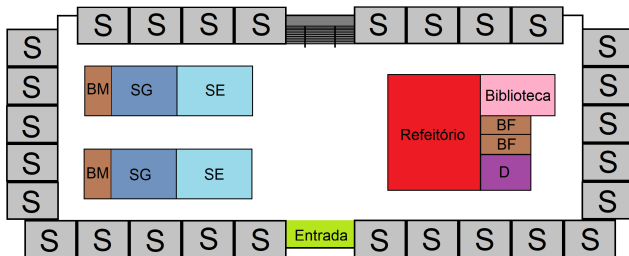 S S S S S S S S
S S
BM SG SE Biblioteca
S S
BF
Refeitório
S BF S
BM SG SE D
S S
S S
S S S S S Entrada S S S S S